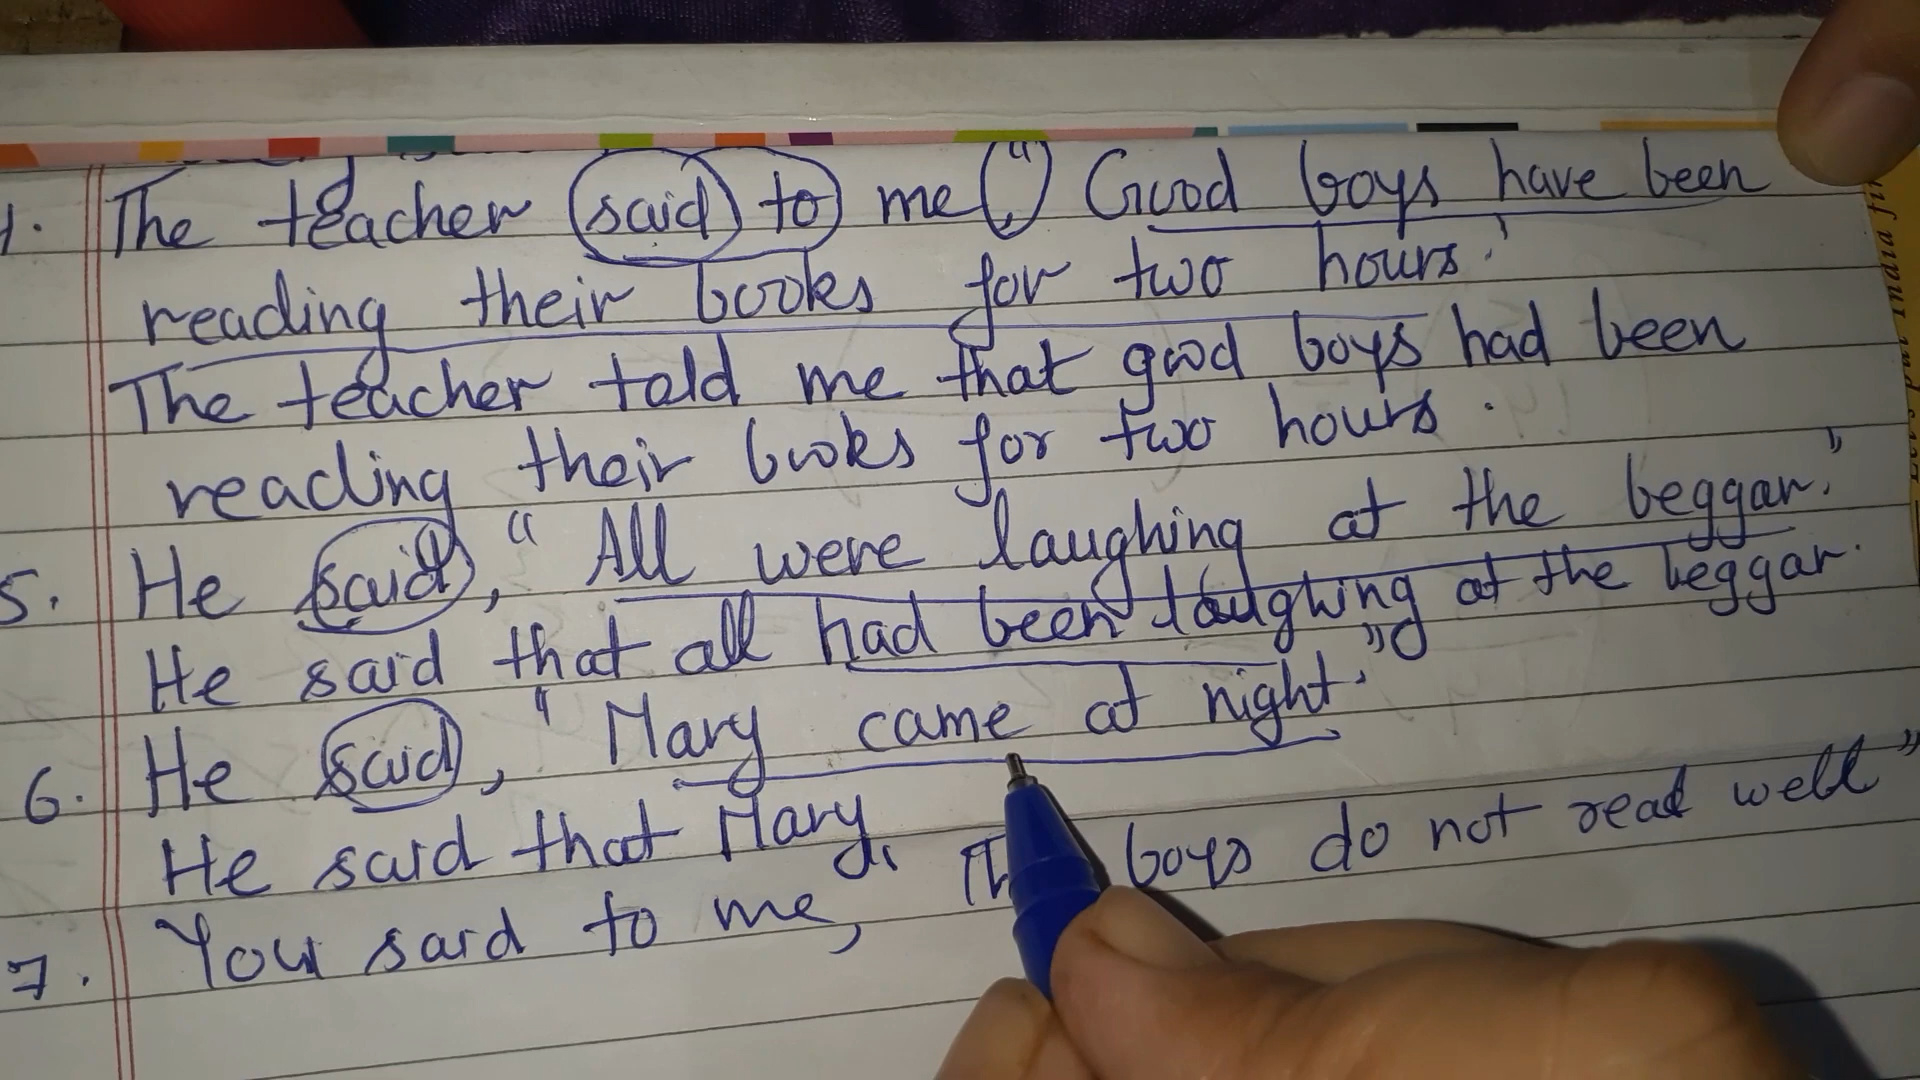 4. The teacher said to me, " Good boys have been
reading their books for two hours.'
The teacher told me that good boys had been
reading their books for two hours.
5. He said, " All were laughing at the beggar."
He said that all had been laughing at the beggar.
6. He said, " Mary came at night."
He said that Mary
7. You said to me, boys do not read well"